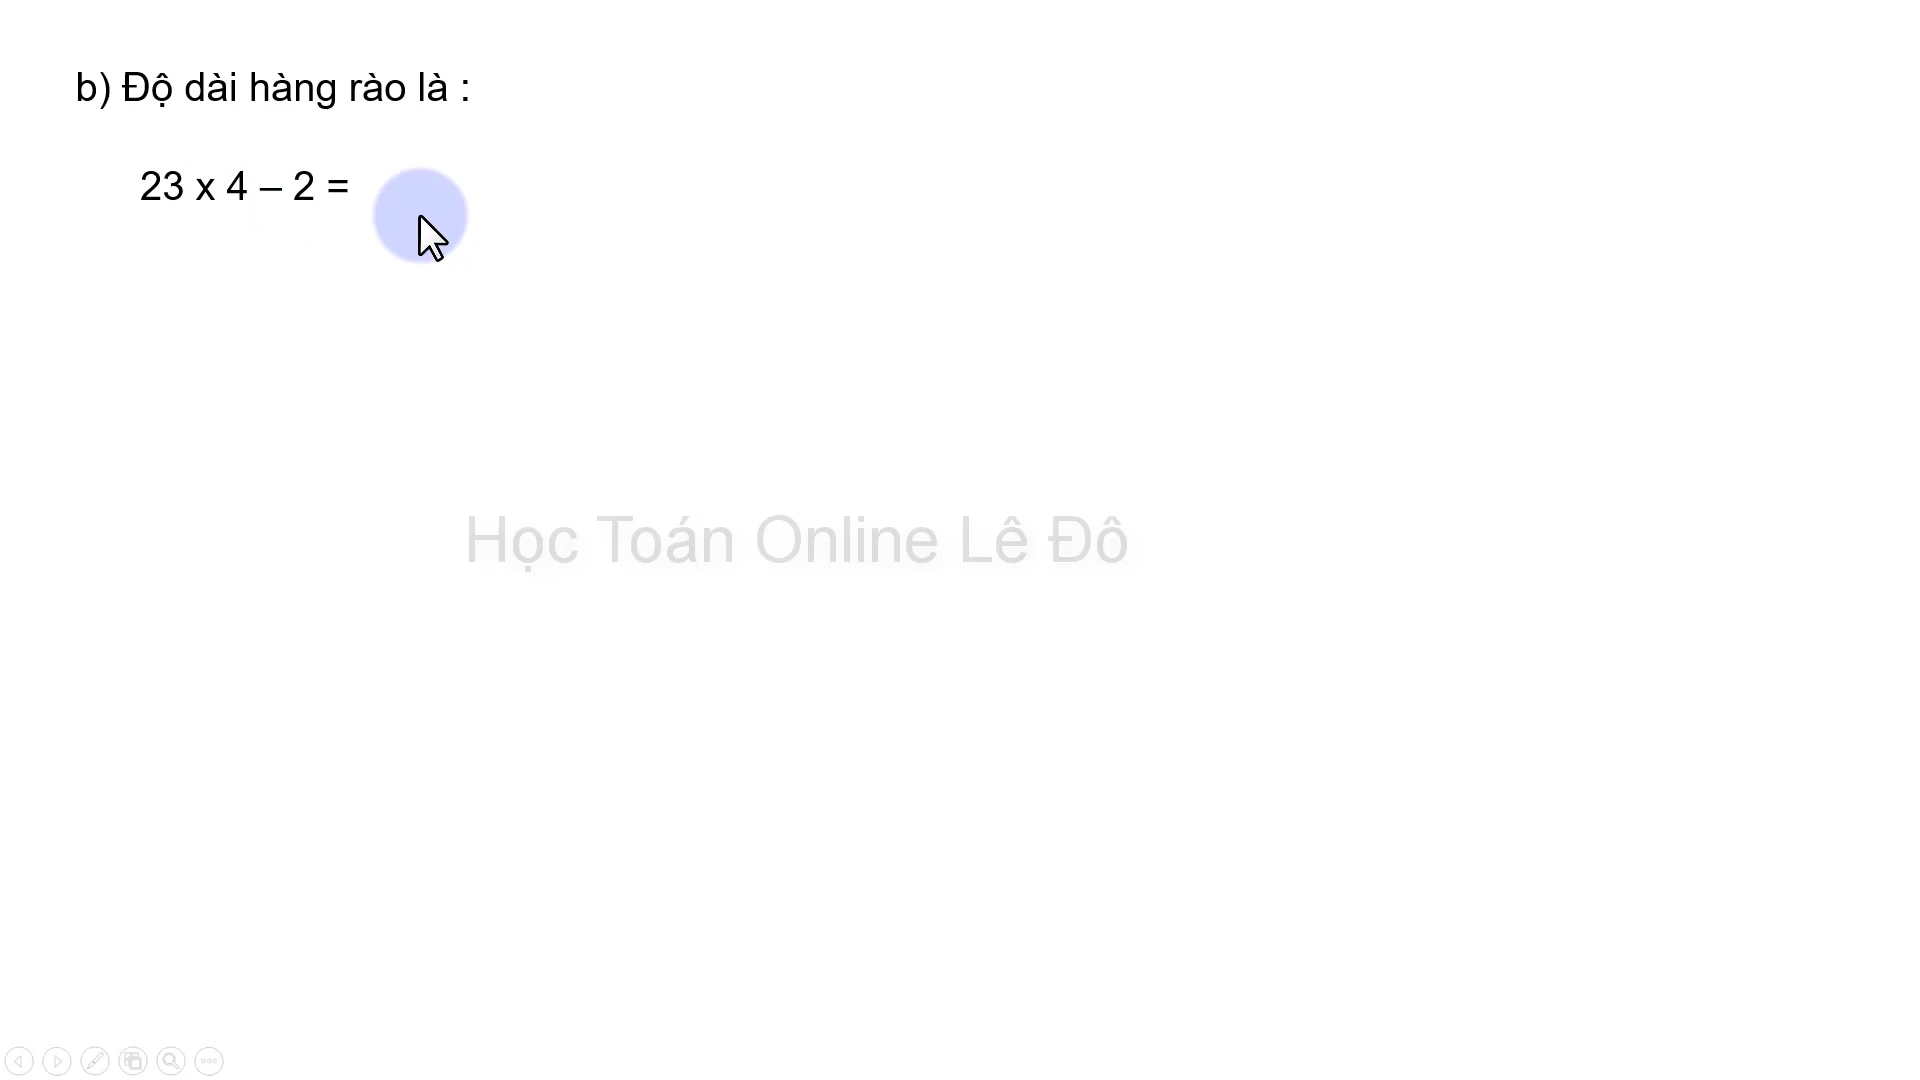 b) Độ dài hàng rào là :
23 x 4 – 2 =
Học Toán Online Lê Đô